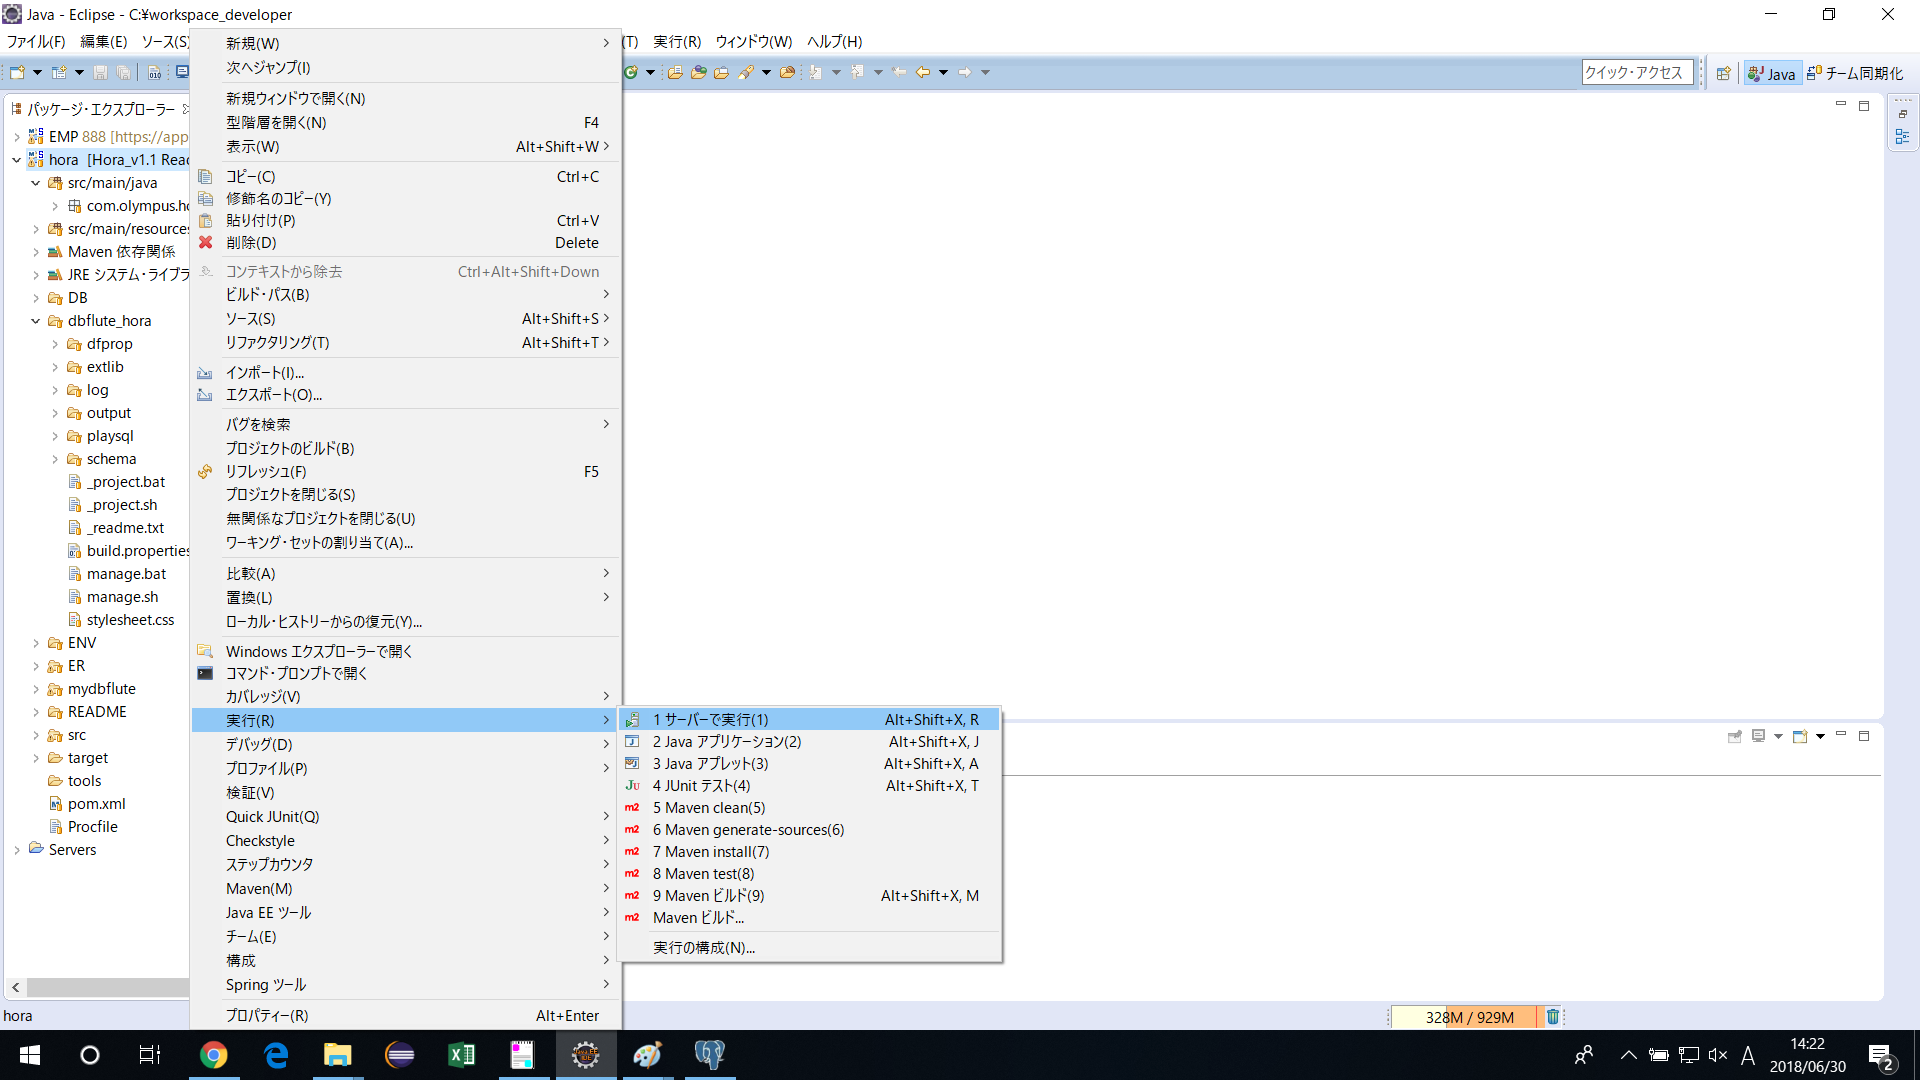 Java - Eclipse - C:¥workspace_developer
ファイル(F) 編集(E) ソース(S) (T) 実行(R) ウィンドウ(W) ヘルプ(H)
クイック・アクセス
Java
チーム同期化
パッケージ・エクスプローラー
EMP 888 [https://app
hora [Hora_v1.1 Reac
src/main/java
com.olympus.ho
src/main/resources
Maven 依存関係
JRE システム・ライブラ
DB
dbflute_hora
dfprop
extlib
log
output
playsql
schema
_project.bat
_project.sh
_readme.txt
build.properties
manage.bat
manage.sh
stylesheet.css
ENV
ER
mydbflute
README
src
target
tools
pom.xml
Procfile
Servers
hora
新規(W)
次へジャンプ(I)
新規ウィンドウで開く(N)
型階層を開く(N) F4
表示(W) Alt+Shift+W
コピー(C) Ctrl+C
修飾名のコピー(Y)
貼り付け(P) Ctrl+V
削除(D) Delete
コンテキストから除去 Ctrl+Alt+Shift+Down
ビルド・パス(B)
ソース(S) Alt+Shift+S
リファクタリング(T) Alt+Shift+T
インポート(I)...
エクスポート(O)...
バグを検索
プロジェクトのビルド(B)
リフレッシュ(F) F5
プロジェクトを閉じる(S)
無関係なプロジェクトを閉じる(U)
ワーキング・セットの割り当て(A)...
比較(A)
置換(L)
ローカル・ヒストリーからの復元(Y)...
Windows エクスプローラーで開く
コマンド・プロンプトで開く
カバレッジ(V)
実行(R)
デバッグ(D)
プロファイル(P)
検証(V)
Quick JUnit(Q)
Checkstyle
ステップカウンタ
Maven(M)
Java EE ツール
チーム(E)
構成
Spring ツール
プロパティー(R) Alt+Enter
1 サーバーで実行(1) Alt+Shift+X, R
2 Java アプリケーション(2) Alt+Shift+X, J
3 Java アプレット(3) Alt+Shift+X, A
4 JUnit テスト(4) Alt+Shift+X, T
5 Maven clean(5)
6 Maven generate-sources(6)
7 Maven install(7)
8 Maven test(8)
9 Maven ビルド(9) Alt+Shift+X, M
Maven ビルド...
実行の構成(N)...
328M / 929M
A
14:22
2018/06/30
2